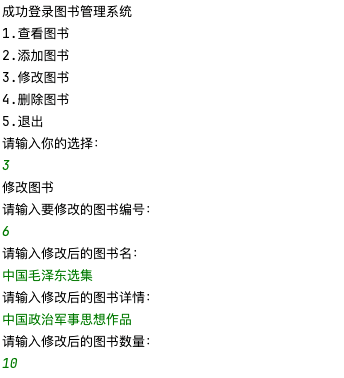 成功登录图书管理系统
1.查看图书
2.添加图书
3.修改图书
4.删除图书
5.退出
请输入你的选择:
3
修改图书
请输入要修改的图书编号:
6
请输入修改后的图书名:
中国毛泽东选集
请输入修改后的图书详情:
中国政治军事思想作品
请输入修改后的图书数量:
10